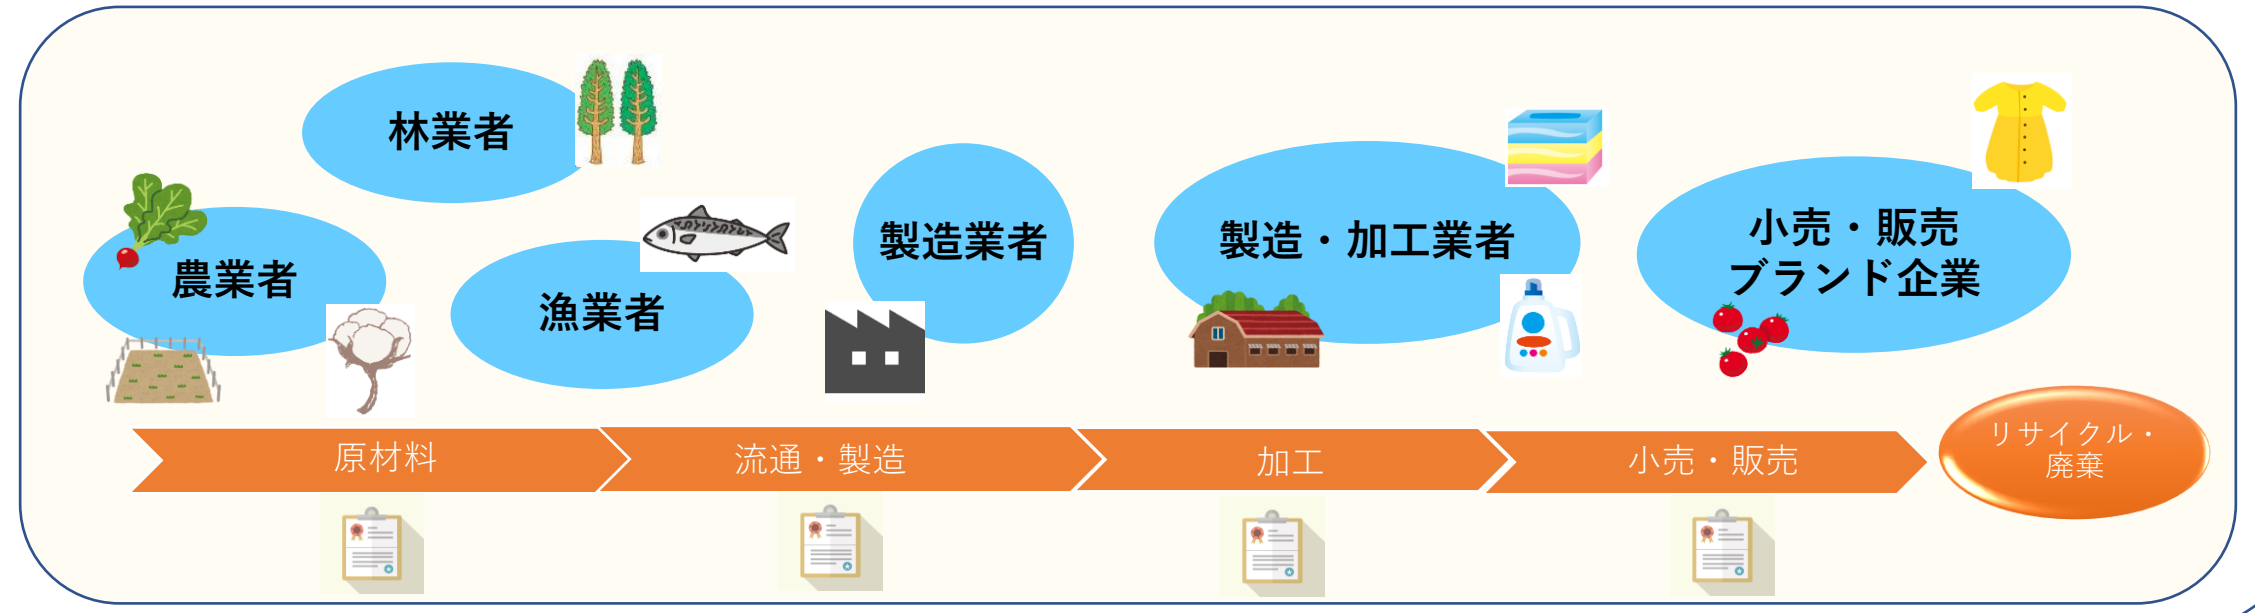 林業者
農業者
漁業者
製造業者
製造・加工業者
小売・販売
ブランド企業
原材料
流通・製造
加工
小売・販売
リサイクル・
廃棄